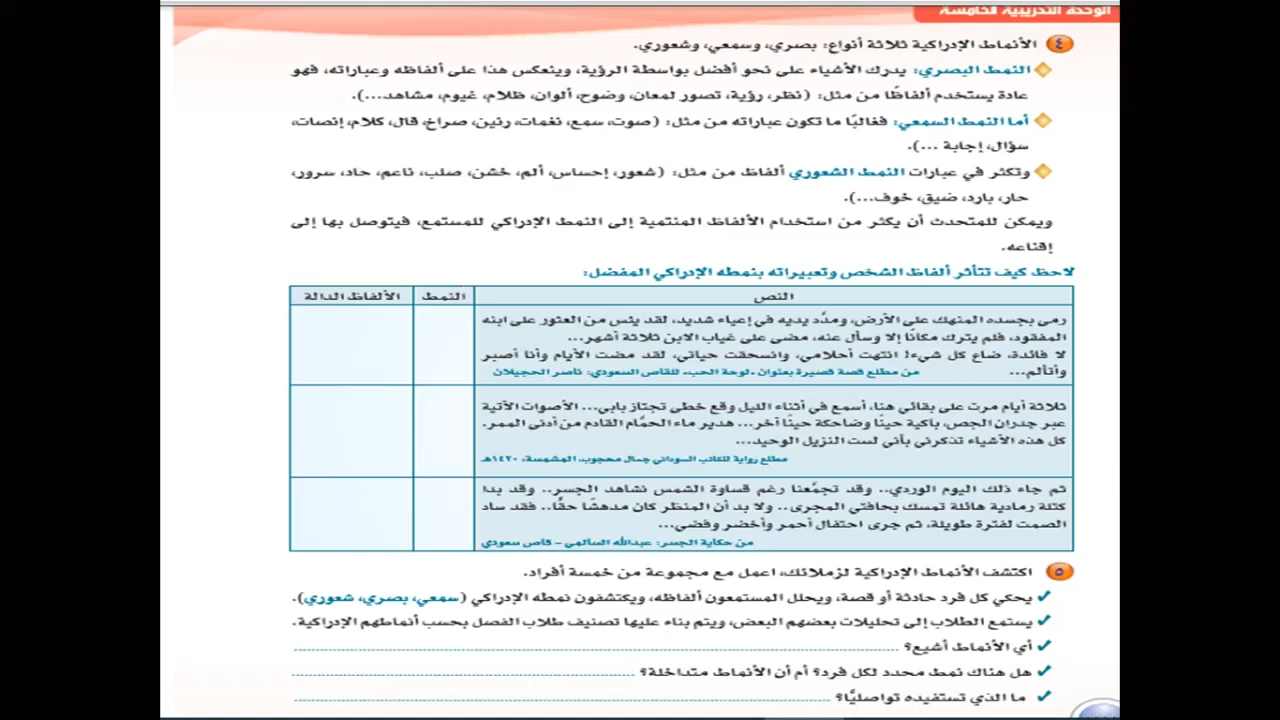 الوحدة التدريبية الخامسة
٤ الأنماط الإدراكية ثلاثة أنواع: بصري، وسمعي، وشعوري.
النمط البصري: يدرك الأشياء على نحو أفضل بواسطة الرؤية، وينعكس هذا على ألفاظه وعباراته، فهو
عادة يستخدم ألفاظًا من مثل: (نظر، رؤية، تصور لمعان، وضوح، ألوان، ظلام، غيوم، مشاهد...).
أما النمط السمعي: فغالبًا ما تكون عباراته من مثل: (صوت، سمع، نغمات، رنين، صراخ، قال، كلام، إنصات،
سؤال، إجابة ...).
وتكثر في عبارات النمط الشعوري ألفاظ من مثل: (شعور، إحساس، ألم، خشن، صلب، ناعم، حاد، سرور،
حار، بارد، ضيق، خوف...).
ويمكن للمتحدث أن يكثر من استخدام الألفاظ المنتمية إلى النمط الإدراكي للمستمع، فيتوصل بها إلى
إقناعه.
لاحظ كيف تتأثر ألفاظ الشخص وتعبيراته بنمطه الإدراكي المفضل:
النص النمط الألفاظ الدالة
رمى بجسده المنهك على الأرض، ومدَّد يديه في إعياء شديد، لقد يئس من العثور على ابنه
المفقود، فلم يترك مكانًا إلا وسأل عنه، مضى على غياب الابن ثلاثة أشهر...
لا فائدة، ضاع كل شيء! انتهت أحلامي، وانسحقت حياتي، لقد مضت الأيام وأنا أصبر
وأتألم... من مطلع قصة قصيرة بعنوان «لوحة الحب» للقاص السعودي: ناصر الحجيلان
ثلاثة أيام مرت على بقائي هنا، أسمع في أثناء الليل وقع خطى تجتاز بابي... الأصوات الآتية
عبر جدران الجص، باكية حينًا وضاحكة حينًا آخر... هدير ماء الحمَّام القادم من أدنى الممر.
كل هذه الأشياء تذكرني بأني لست النزيل الوحيد...
مطلع رواية للكاتب السوداني جمال محجوب، المشمسة، ١٤٢٠هـ
ثم جاء ذلك اليوم الوردي.. وقد تجمَّعنا رغم قساوة الشمس نشاهد الجسر.. وقد بدا
كتلة رمادية هائلة تمسك بحافتي المجرى.. ولا بد أن المنظر كان مدهشًا حقًّا.. فقد ساد
الصمت لفترة طويلة، ثم جرى احتفال أحمر وأخضر وفضي...
من حكاية الجسر: عبدالله السالمي – قاص سعودي
٥ اكتشف الأنماط الإدراكية لزملائك، اعمل مع مجموعة من خمسة أفراد.
يحكي كل فرد حادثة أو قصة، ويحلل المستمعون ألفاظه، ويكتشفون نمطه الإدراكي (سمعي، بصري، شعوري).
يستمع الطلاب إلى تحليلات بعضهم البعض، ويتم بناء عليها تصنيف طلاب الفصل بحسب أنماطهم الإدراكية.
أي الأنماط أشيع؟
هل هناك نمط محدد لكل فرد؟ أم أن الأنماط متداخلة؟
ما الذي تستفيده تواصليًّا؟